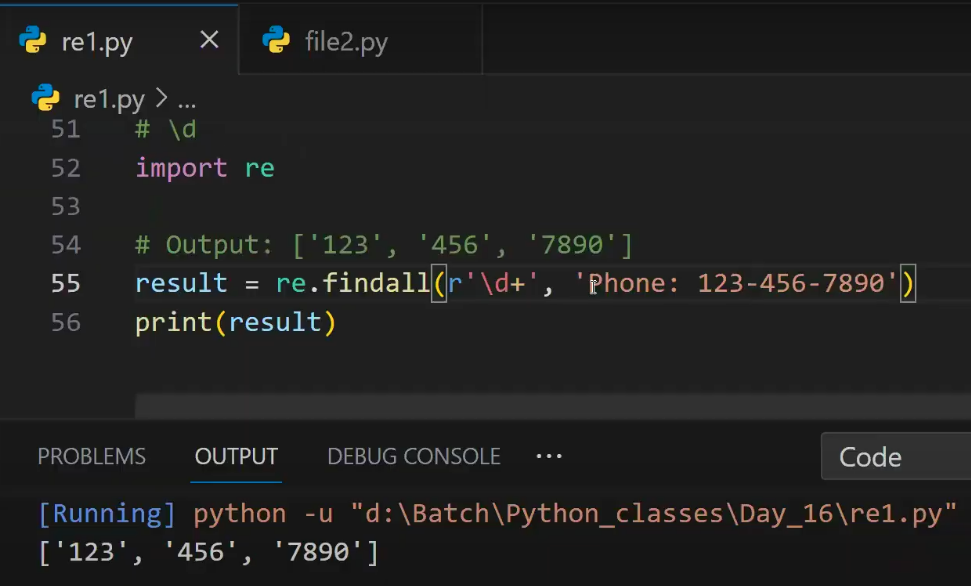 re1.py × file2.py
re1.py > ...
51 # \d
52 import re
53
54 # Output: ['123', '456', '7890']
55 result = re.findall(r'\d+', 'Phone: 123-456-7890')
56 print(result)
PROBLEMS OUTPUT DEBUG CONSOLE ... Code
[Running] python -u "d:\Batch\Python_classes\Day_16\re1.py"
['123', '456', '7890']